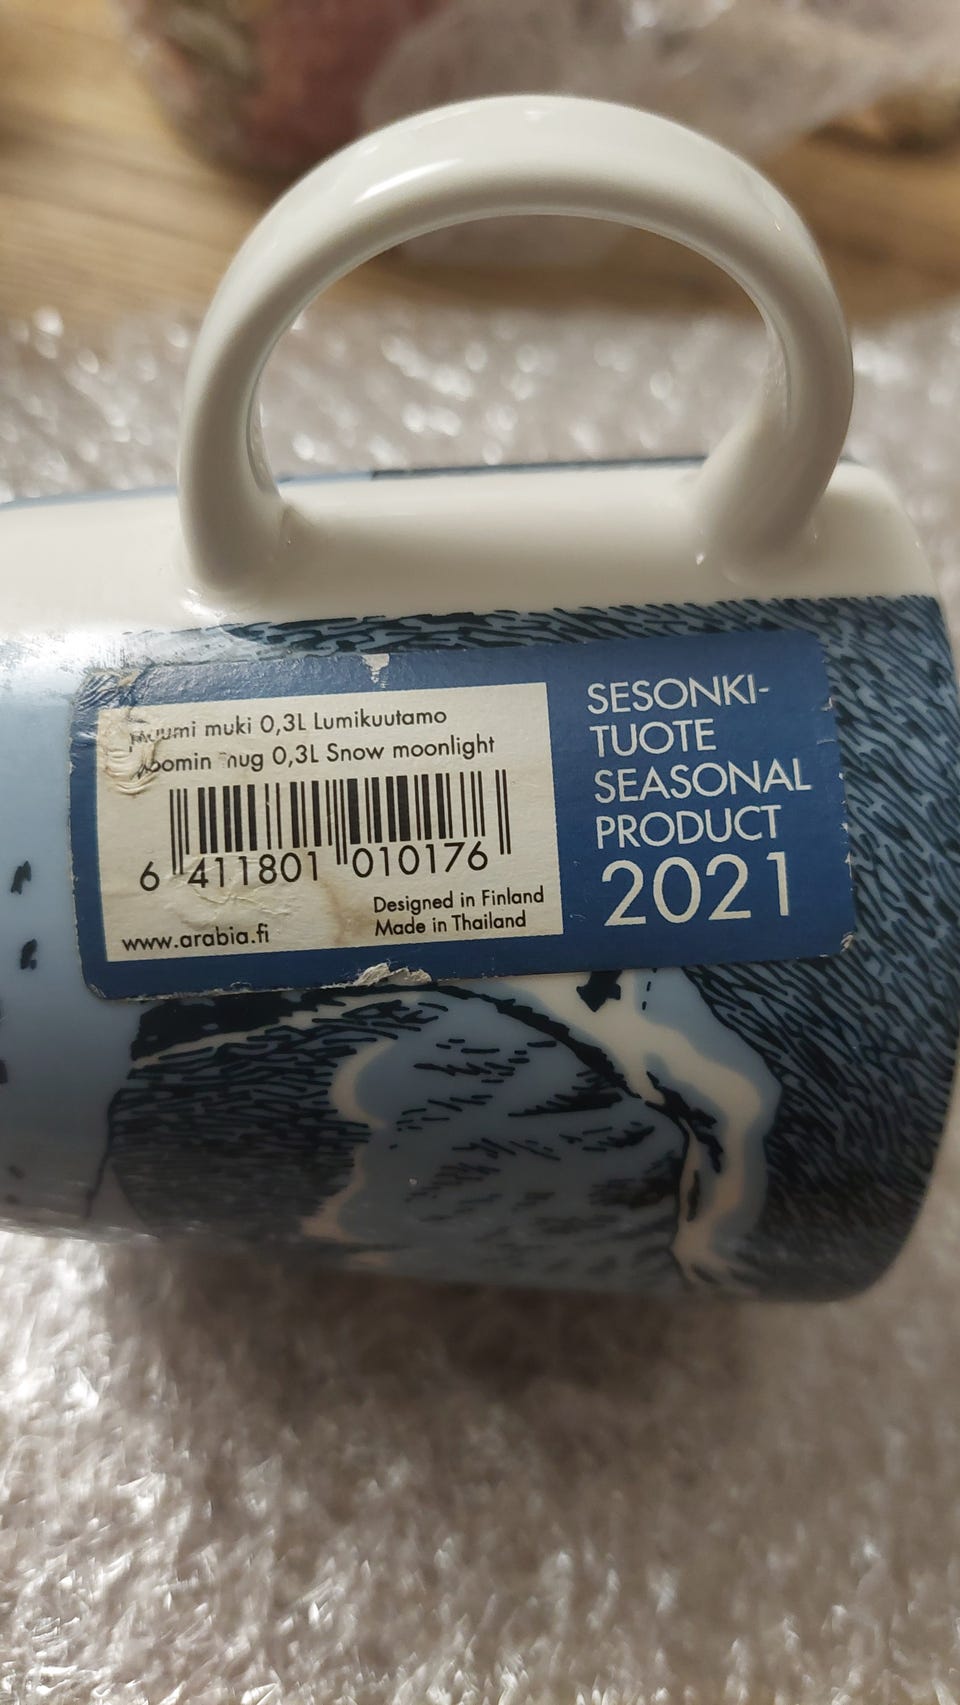 muki 0,3L Lumikuutamo
0,3L Snow moonlight
6 411801 010176
Designed in Finland
Made in Thailand
www.arabia.fi
SESONKI-
TUOTE
SEASONAL
PRODUCT
2021